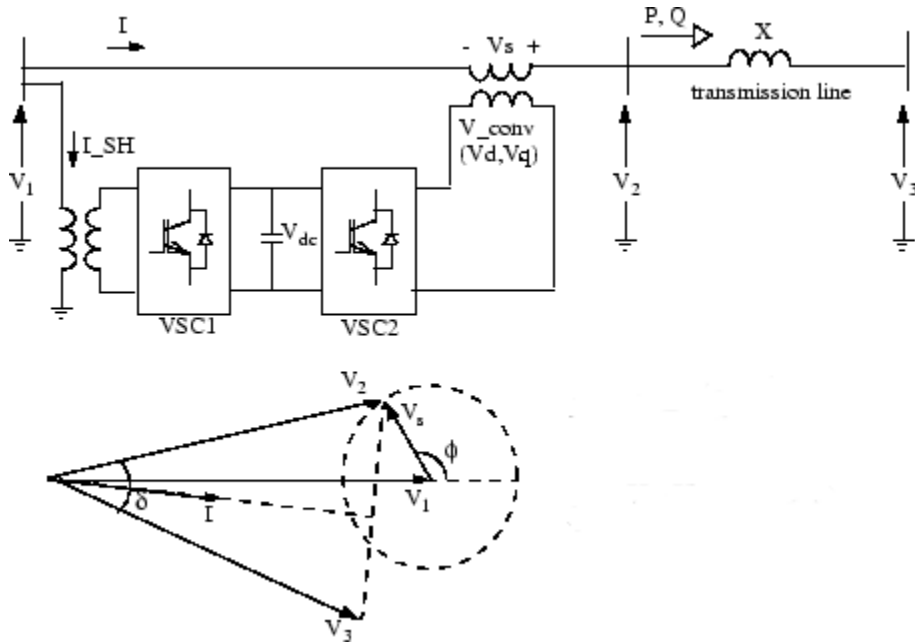 I
- Vs +
P, Q
X
transmission line
I_SH
V_conv
(Vd,Vq)
V1
V2
V3
Vdc
VSC1
VSC2
V2
Vs
ϕ
V1
δ
I
V3